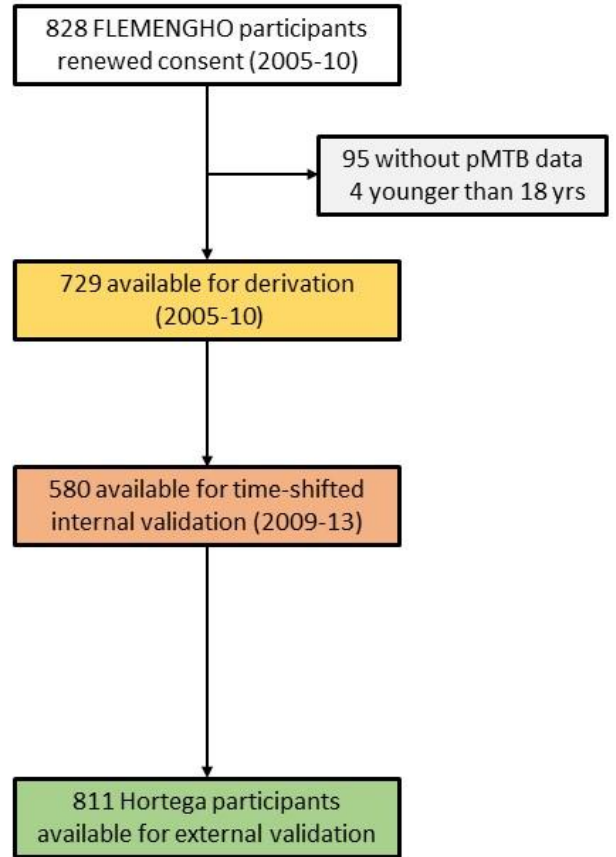 828 FLEMENGHO participants
renewed consent (2005-10)
95 without pMTB data
4 younger than 18 yrs
729 available for derivation
(2005-10)
580 available for time-shifted
internal validation (2009-13)
811 Hortega participants
available for external validation